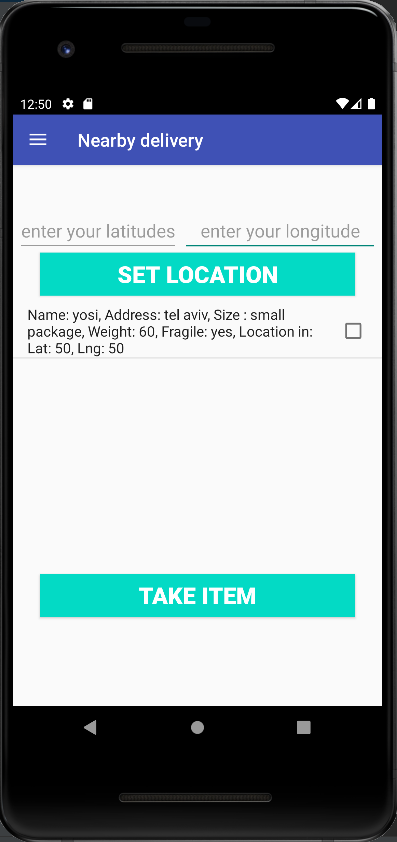 12:50
Nearby delivery
enter your latitudes enter your longitude
SET LOCATION
Name: yosi, Address: tel aviv, Size : small
package, Weight: 60, Fragile: yes, Location in:
Lat: 50, Lng: 50
TAKE ITEM